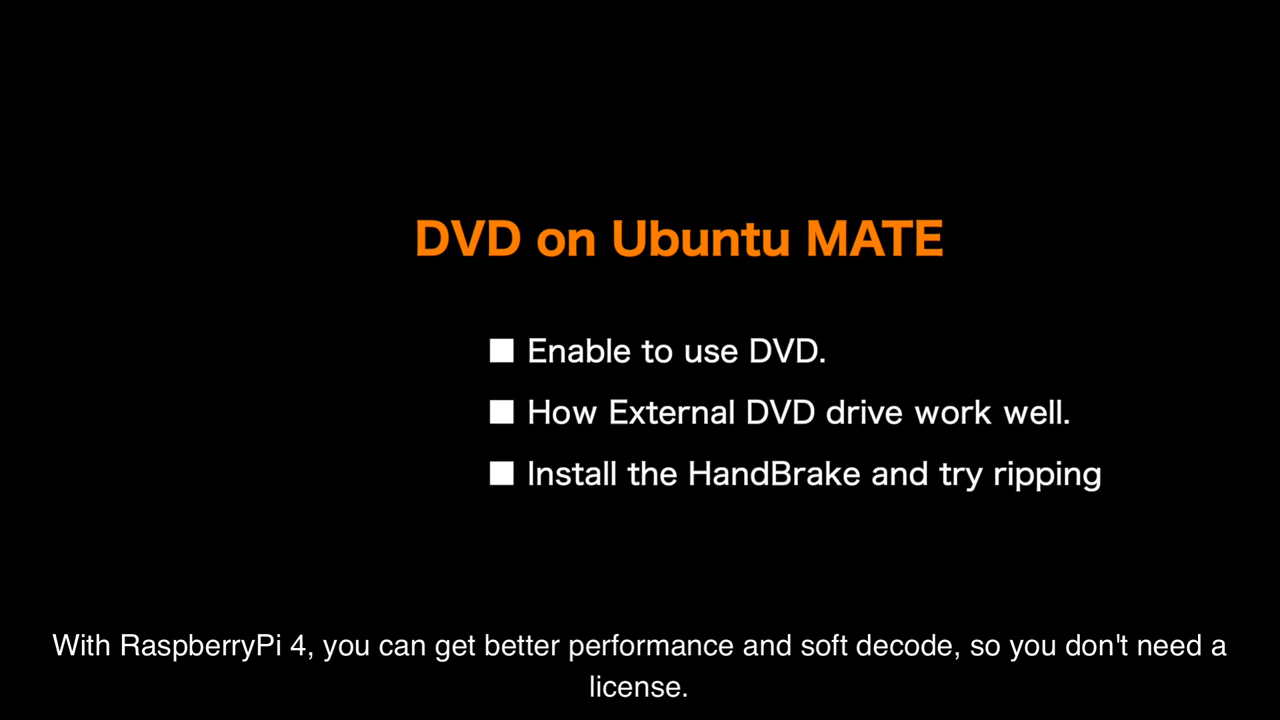 DVD on Ubuntu MATE
■ Enable to use DVD.
■ How External DVD drive work well.
■ Install the HandBrake and try ripping
With RaspberryPi 4, you can get better performance and soft decode, so you don't need a
license.